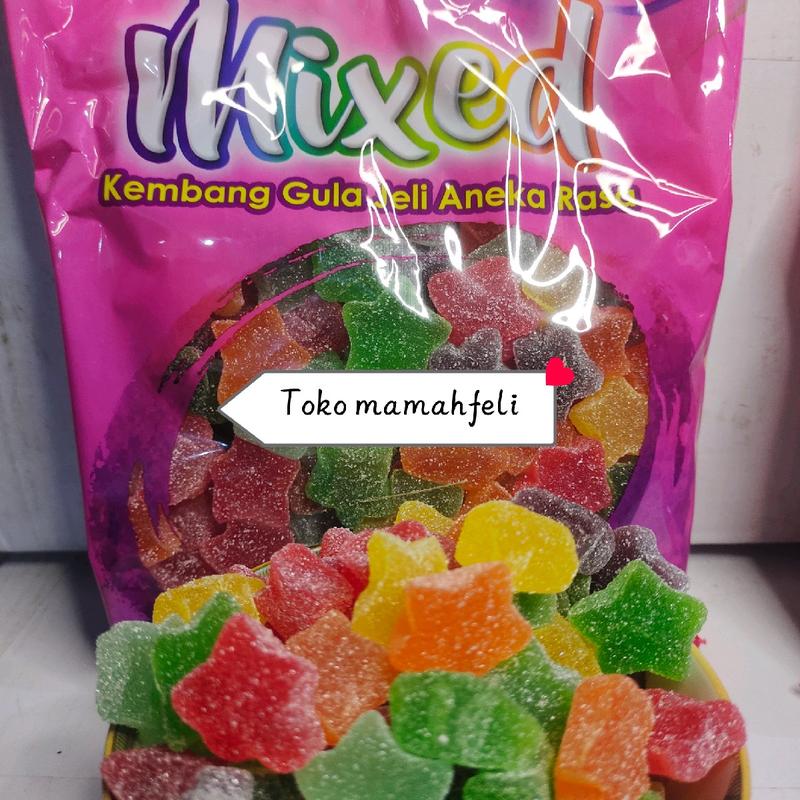 Mixed
Kembang Gula Jeli Aneka Rasa
Toko mamahfeli